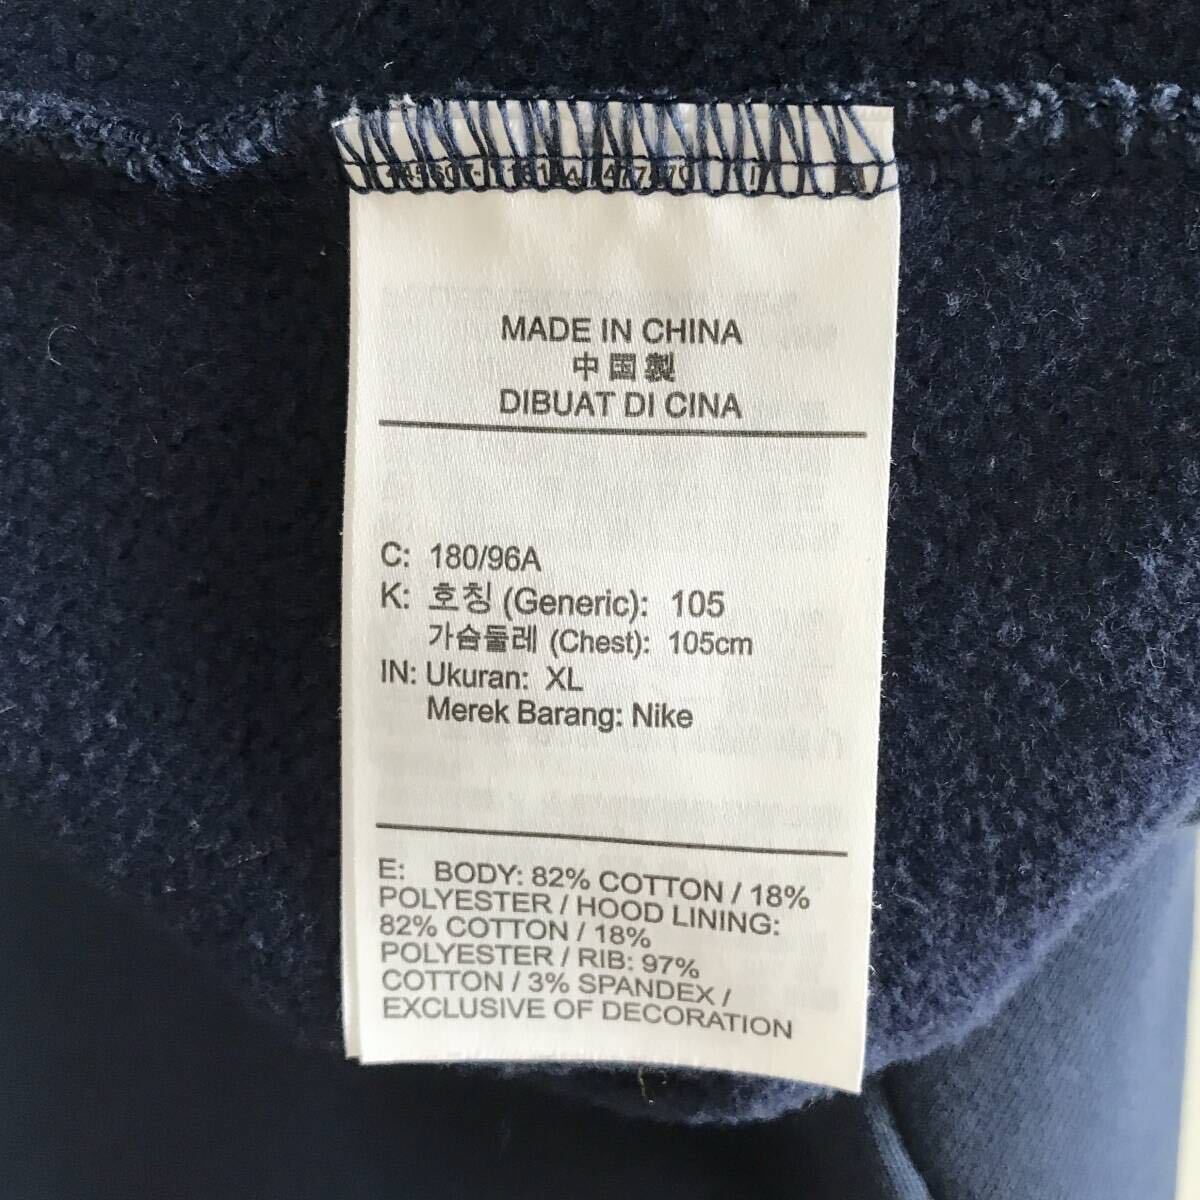 MADE IN CHINA
中国製
DIBUAT DI CINA
C: 180/96A
K: 호칭 (Generic): 105
가슴둘레 (Chest): 105cm
IN: Ukuran: XL
Merek Barang: Nike
E: BODY: 82% COTTON / 18%
POLYESTER / HOOD LINING:
82% COTTON / 18%
POLYESTER / RIB: 97%
COTTON / 3% SPANDEX /
EXCLUSIVE OF DECORATION